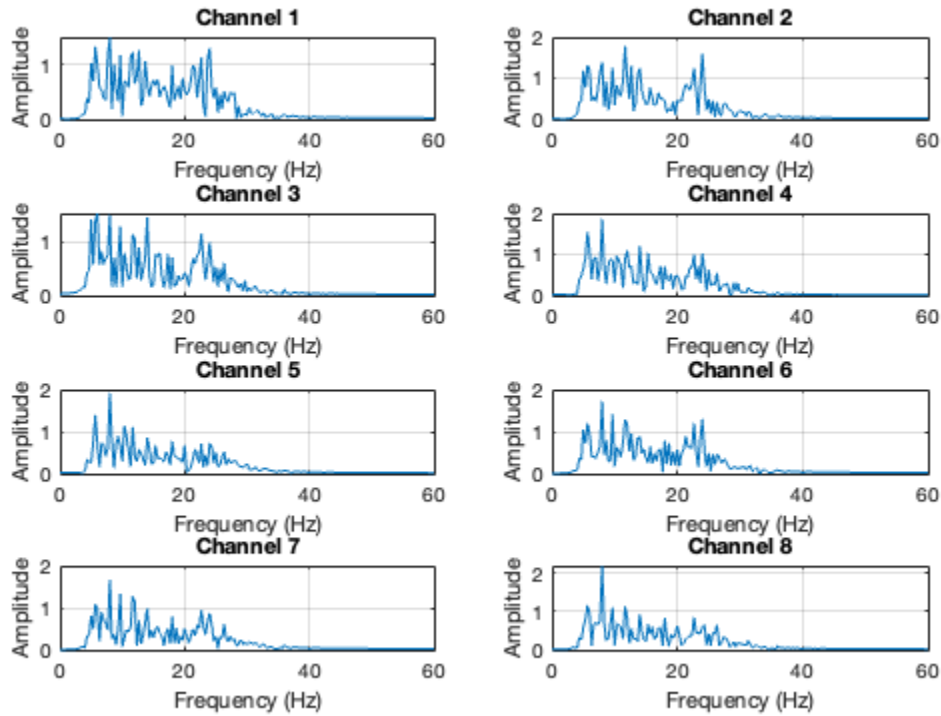 Channel 1
Amplitude
1
0
0 20 40 60
Frequency (Hz)
Channel 2
Amplitude
2
1
0
0 20 40 60
Frequency (Hz)
Channel 3
Amplitude
1
0
0 20 40 60
Frequency (Hz)
Channel 4
Amplitude
2
1
0
0 20 40 60
Frequency (Hz)
Channel 5
Amplitude
2
1
0
0 20 40 60
Frequency (Hz)
Channel 6
Amplitude
2
1
0
0 20 40 60
Frequency (Hz)
Channel 7
Amplitude
2
1
0
0 20 40 60
Frequency (Hz)
Channel 8
Amplitude
2
1
0
0 20 40 60
Frequency (Hz)